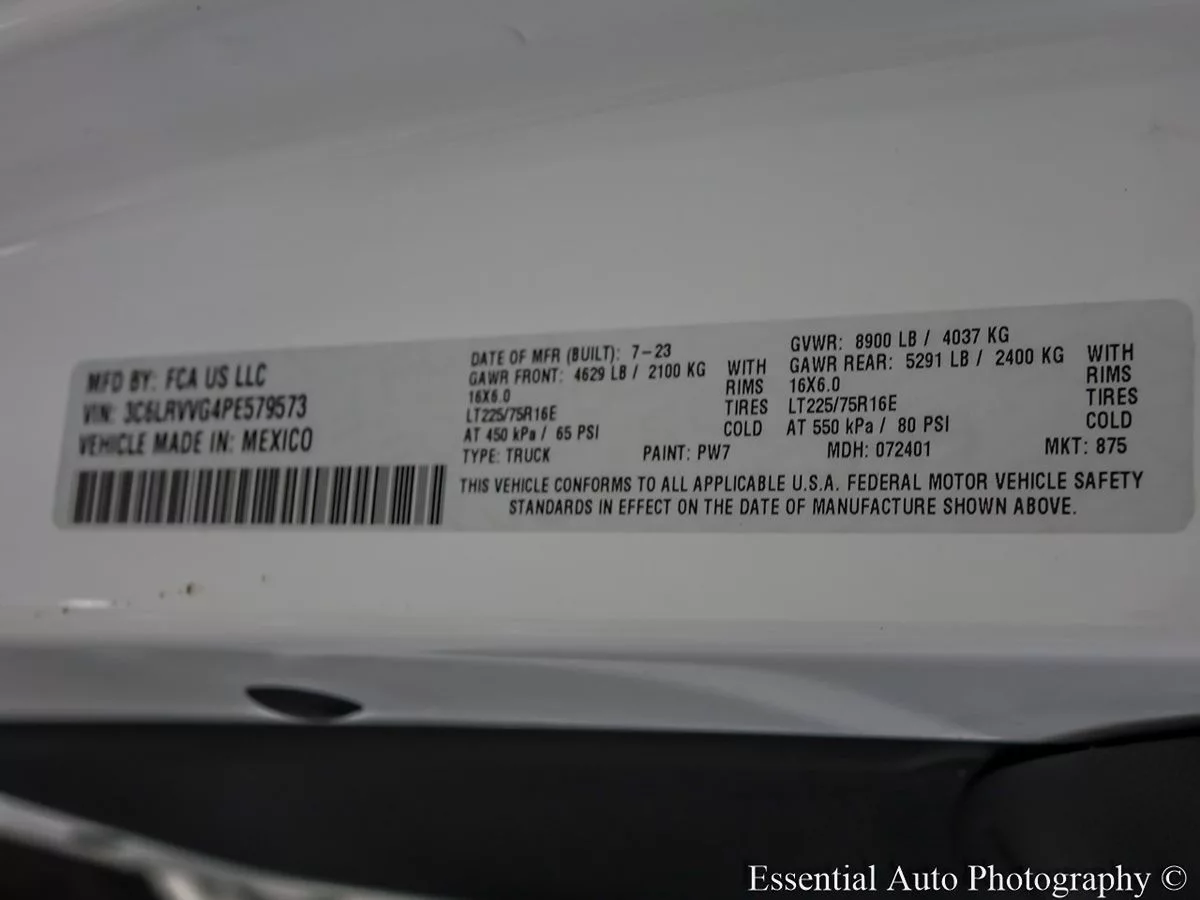 MFD BY: FCA US LLC
VIN: 3C6LRVVG4PE579573
VEHICLE MADE IN: MEXICO
DATE OF MFR (BUILT): 7-23
GAWR FRONT: 4629 LB / 2100 KG WITH
16X6.0 RIMS
LT225/75R16E TIRES
AT 450 kPa / 65 PSI COLD
GVWR: 8900 LB / 4037 KG
GAWR REAR: 5291 LB / 2400 KG WITH
16X6.0 RIMS
LT225/75R16E TIRES
AT 550 kPa / 80 PSI COLD
TYPE: TRUCK PAINT: PW7 MDH: 072401 MKT: 875
THIS VEHICLE CONFORMS TO ALL APPLICABLE U.S.A. FEDERAL MOTOR VEHICLE SAFETY
STANDARDS IN EFFECT ON THE DATE OF MANUFACTURE SHOWN ABOVE.
Essential Auto Photography ©